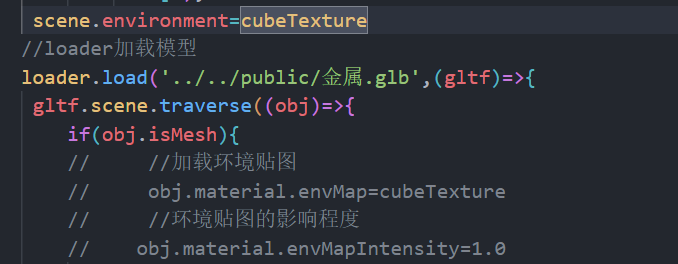 scene.environment=cubeTexture
//loader加载模型
loader.load('../../public/金属.glb',(gltf)=>{
gltf.scene.traverse((obj)=>{
if(obj.isMesh){
// //加载环境贴图
// obj.material.envMap=cubeTexture
// //环境贴图的影响程度
// obj.material.envMapIntensity=1.0